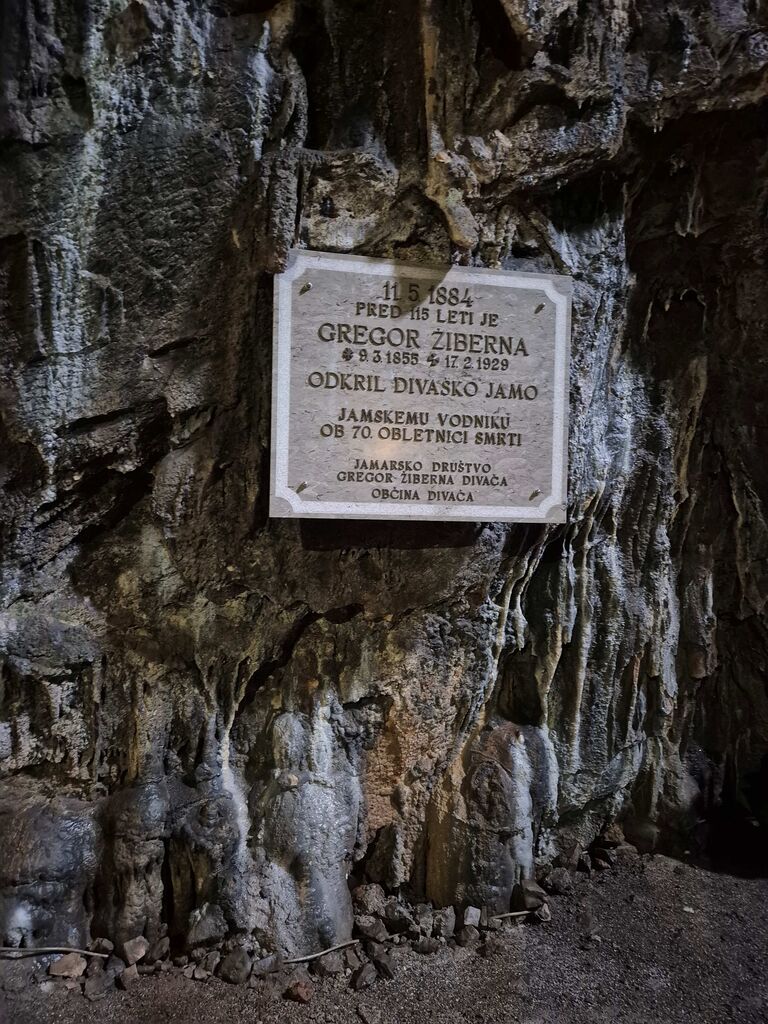 11. 5. 1884
PRED 115 LETI JE
GREGOR ŽIBERNA
* 9. 3. 1855 ✝ 17. 2. 1929
ODKRIL DIVAŠKO JAMO
JAMSKEMU VODNIKU
OB 70. OBLETNICI SMRTI
JAMARSKO DRUŠTVO
GREGOR ŽIBERNA DIVAČA
OBČINA DIVAČA